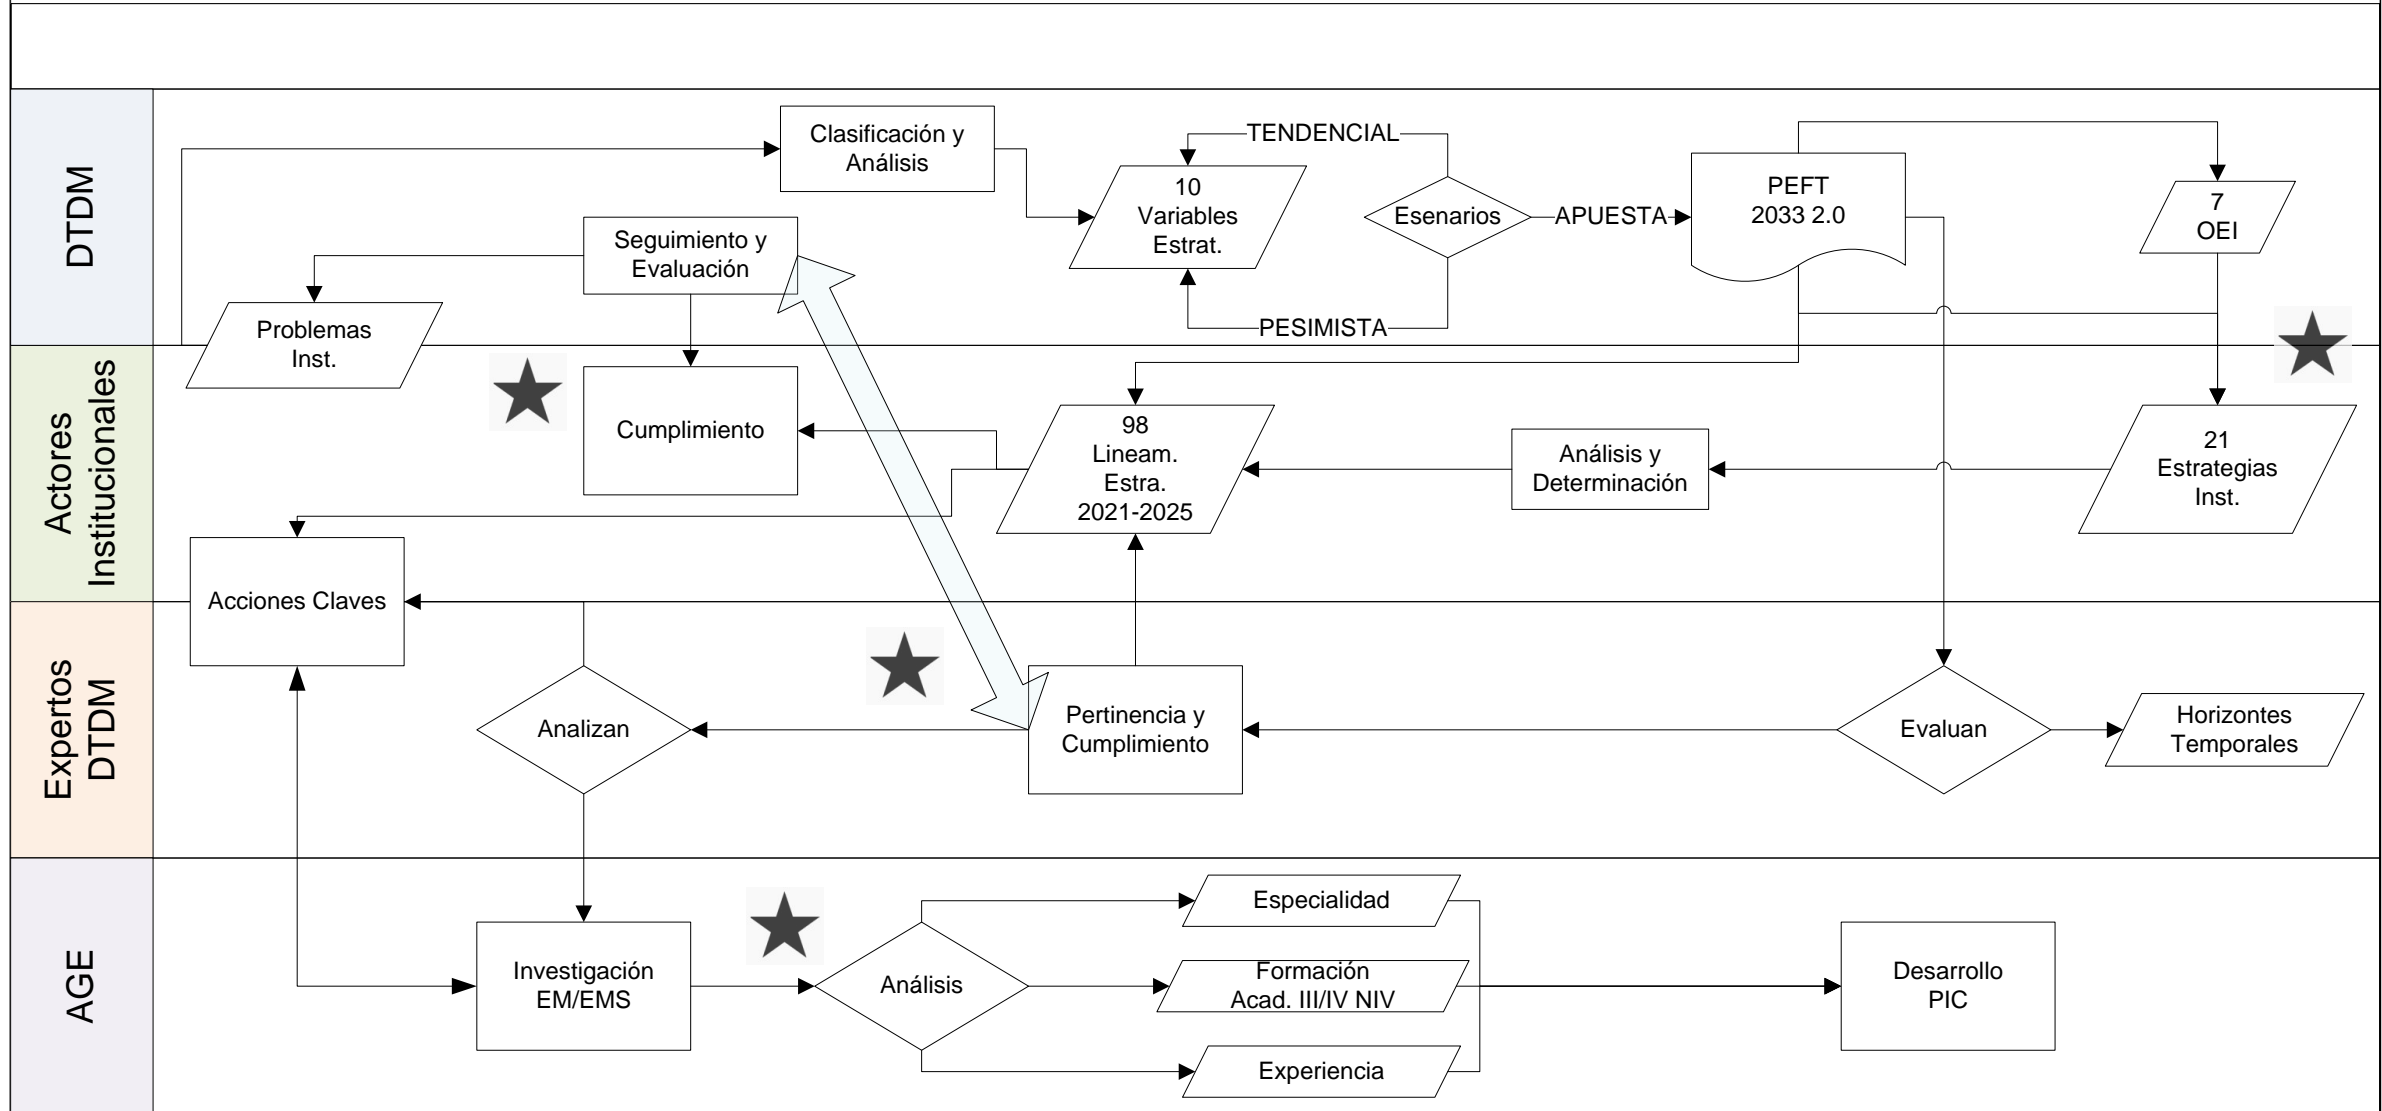 DTDM
Clasificación y
Análisis
TENDENCIAL
10
Variables
Estrat.
Esenarios
APUESTA
PEFT
2033 2.0
7
OEI
Seguimiento y
Evaluación
PESIMISTA
Problemas
Inst.
Actores
Institucionales
Cumplimiento
98
Lineam.
Estra.
2021-2025
Análisis y
Determinación
21
Estrategias
Inst.
Acciones Claves
Expertos
DTDM
Analizan
Pertinencia y
Cumplimiento
Evaluan
Horizontes
Temporales
AGE
Investigación
EM/EMS
Análisis
Especialidad
Formación
Acad. III/IV NIV
Experiencia
Desarrollo
PIC